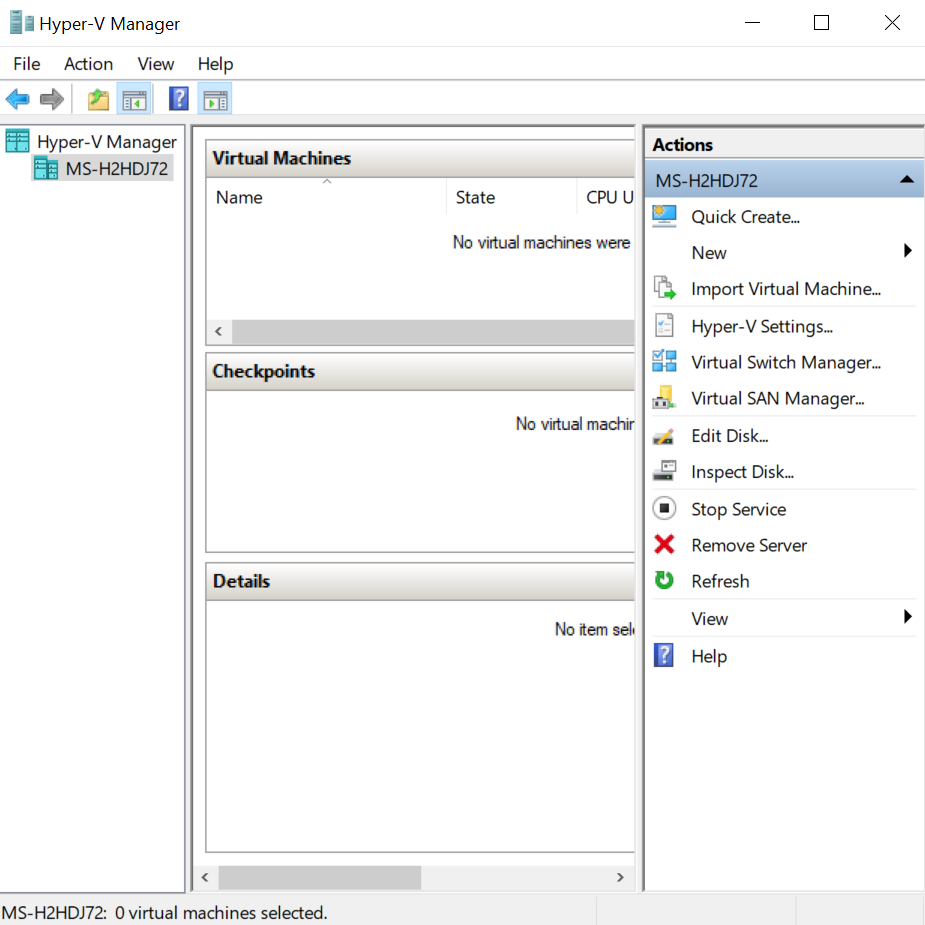 Hyper-V Manager
File Action View Help
Hyper-V Manager
MS-H2HDJ72
Virtual Machines
Name State CPU U
No virtual machines were
Checkpoints
No virtual machin
Details
No item sele
Actions
MS-H2HDJ72
Quick Create...
New
Import Virtual Machine...
Hyper-V Settings...
Virtual Switch Manager...
Virtual SAN Manager...
Edit Disk...
Inspect Disk...
Stop Service
Remove Server
Refresh
View
Help
MS-H2HDJ72: 0 virtual machines selected.